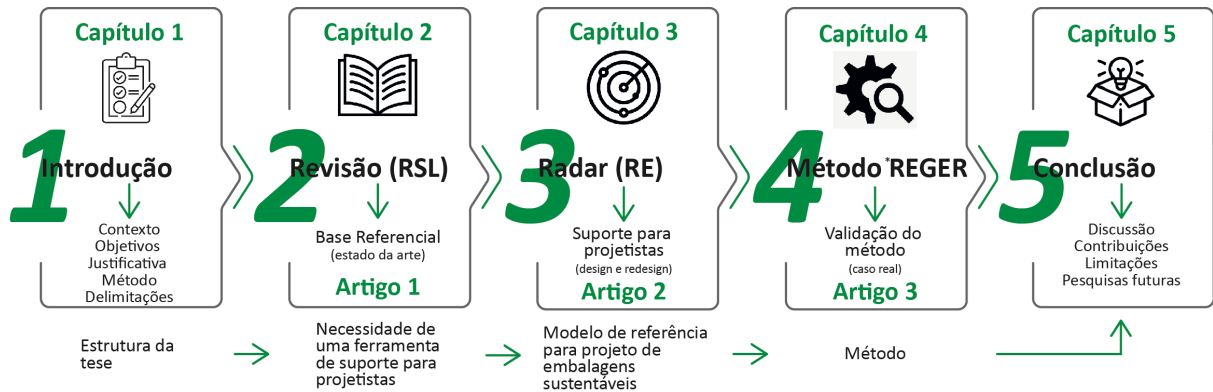 Capítulo 1
1
Introdução
Contexto
Objetivos
Justificativa
Método
Delimitações
Capítulo 2
2
Revisão (RSL)
Base Referencial
(estado da arte)
Artigo 1
Capítulo 3
3
Radar (RE)
Suporte para
projetistas
(design e redesign)
Artigo 2
Capítulo 4
4
Método *REGER
Validação do
método
(caso real)
Artigo 3
Capítulo 5
5
Conclusão
Discussão
Contribuições
Limitações
Pesquisas futuras
Estrutura da
tese
Necessidade de
uma ferramenta
de suporte para
projetistas
Modelo de referência
para projeto de
embalagens
sustentáveis
Método